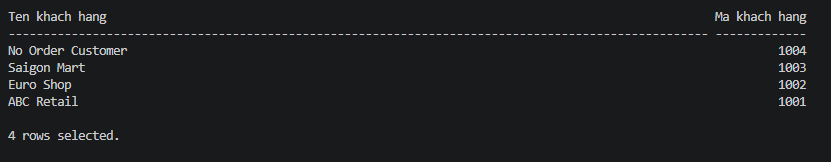 Ten khach hang Ma khach hang
---------------------------------------------------------------------------------------------------- -------------
No Order Customer 1004
Saigon Mart 1003
Euro Shop 1002
ABC Retail 1001
4 rows selected.